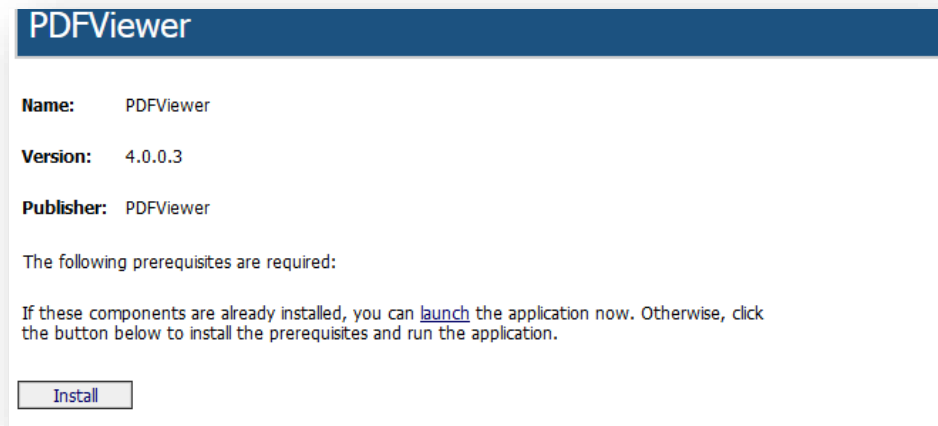 PDFViewer
Name: PDFViewer
Version: 4.0.0.3
Publisher: PDFViewer
The following prerequisites are required:
If these components are already installed, you can launch the application now. Otherwise, click
the button below to install the prerequisites and run the application.
Install